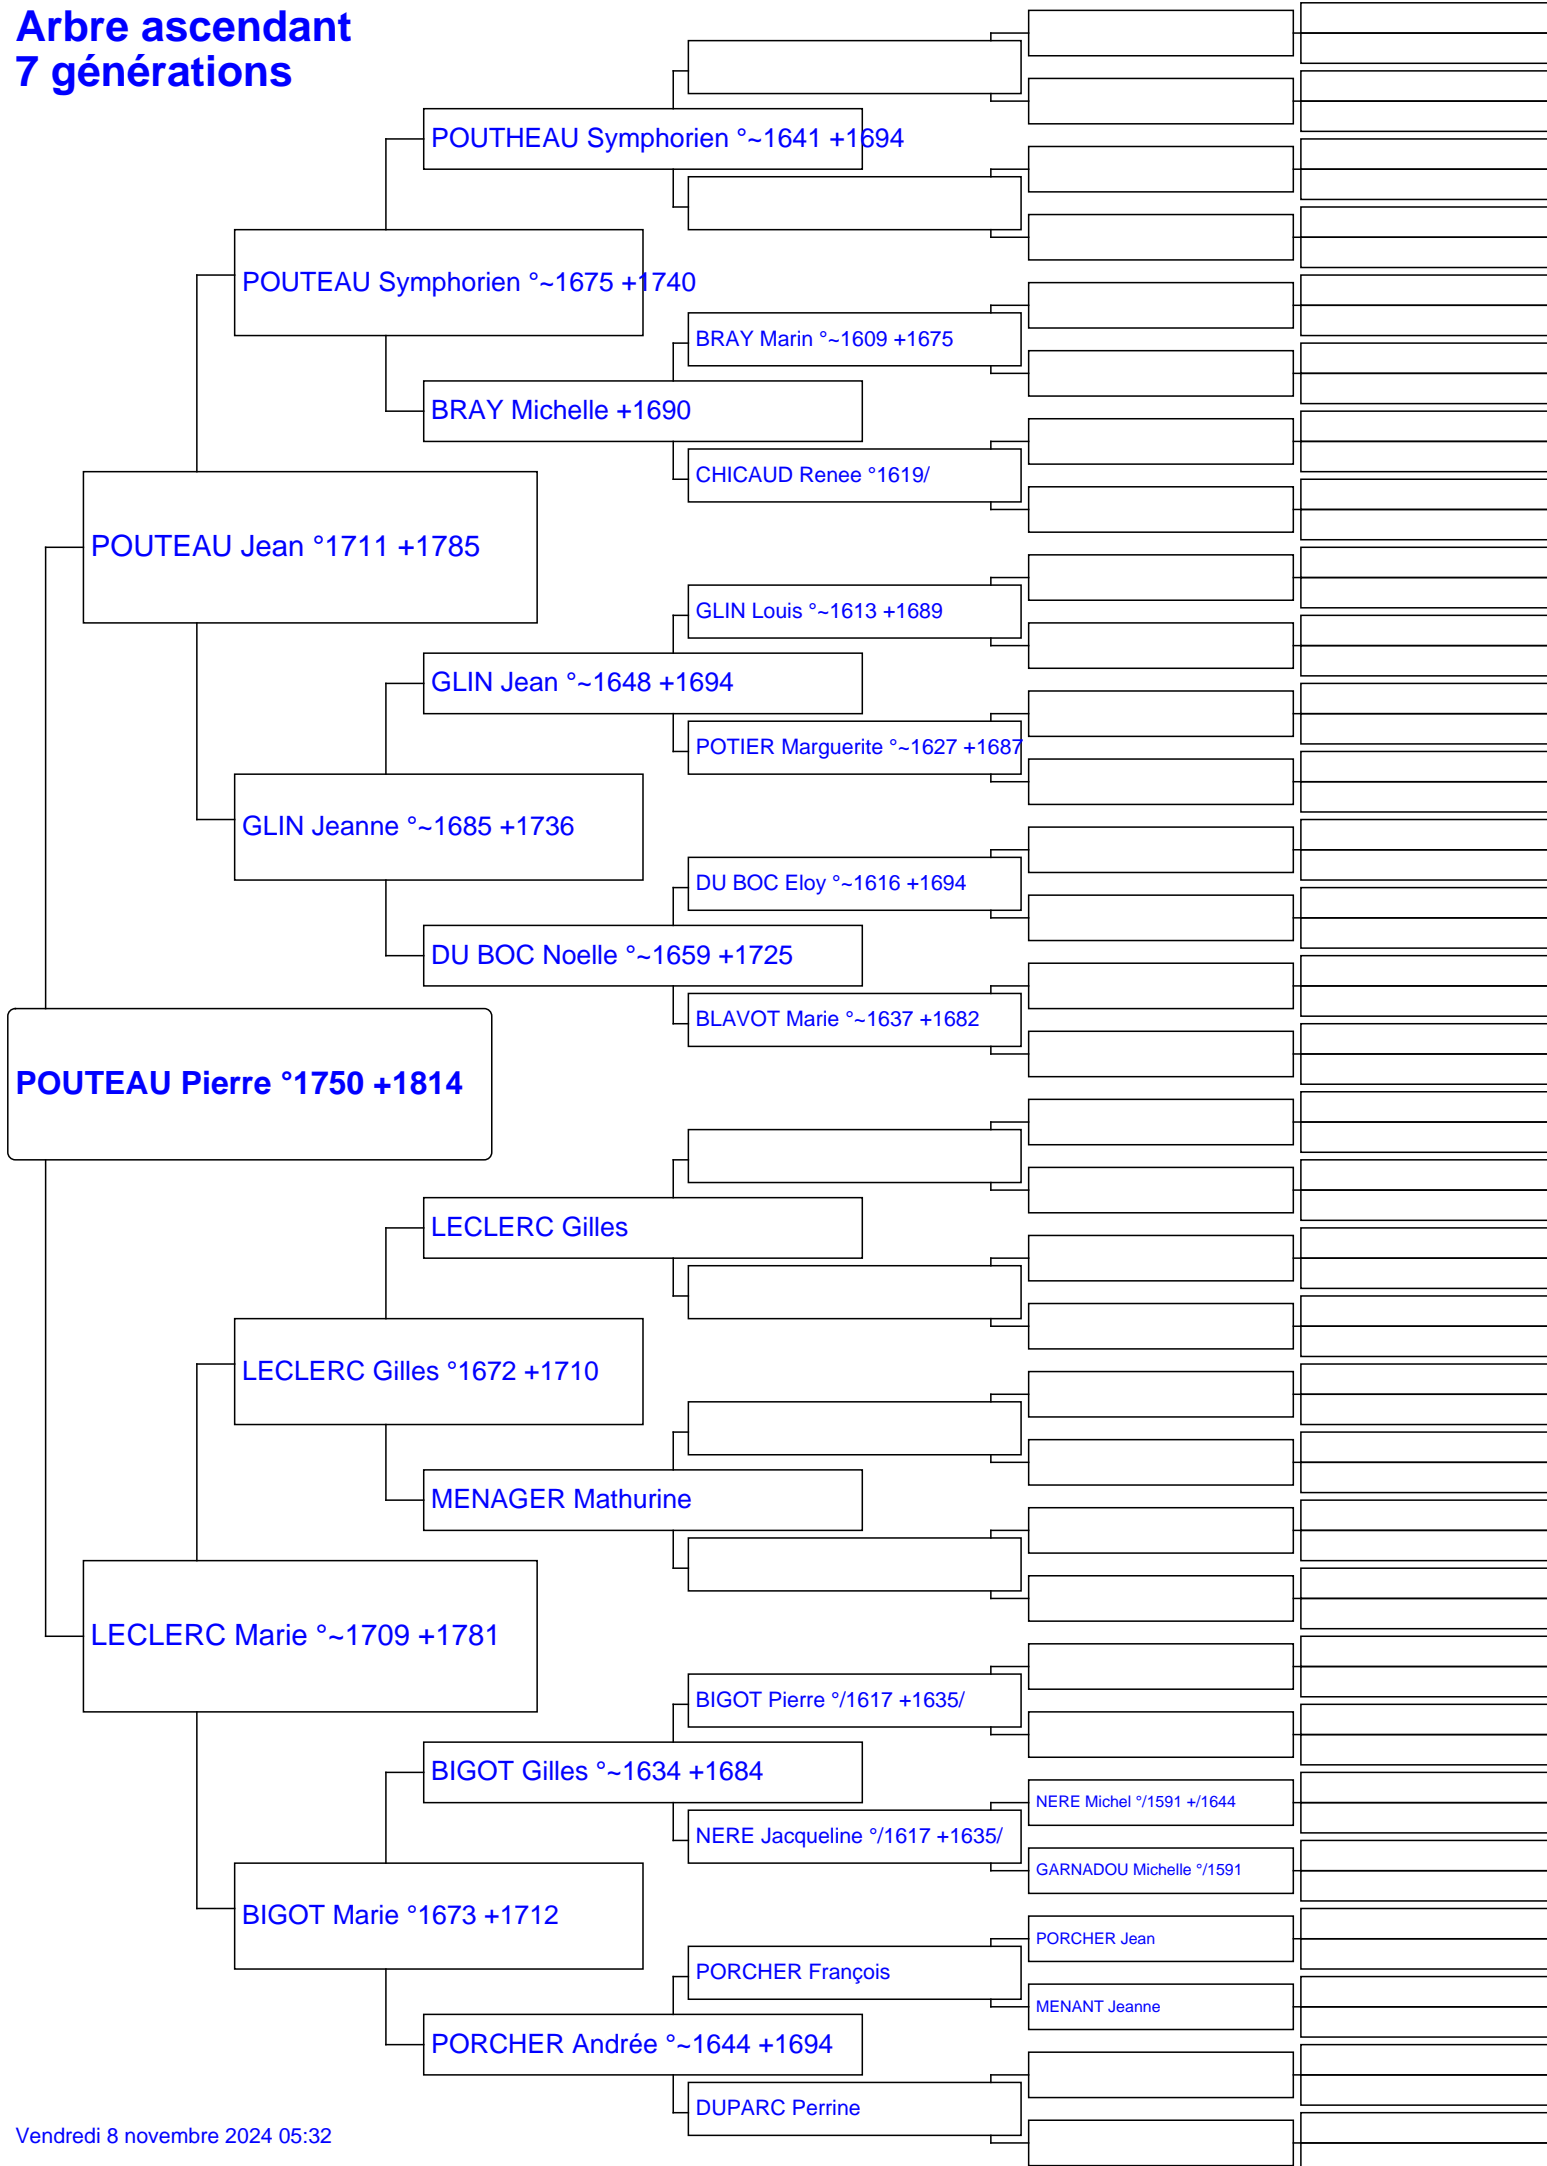 Arbre ascendant
7 générations
POUTHEAU Symphorien °~1641 +1694
POUTEAU Symphorien °~1675 +1740
BRAY Marin °~1609 +1675
BRAY Michelle +1690
CHICAUD Renee °1619/
POUTEAU Jean °1711 +1785
GLIN Louis °~1613 +1689
GLIN Jean °~1648 +1694
POTIER Marguerite °~1627 +1687
GLIN Jeanne °~1685 +1736
DU BOC Eloy °~1616 +1694
DU BOC Noelle °~1659 +1725
BLAVOT Marie °~1637 +1682
POUTEAU Pierre °1750 +1814
LECLERC Gilles
LECLERC Gilles °1672 +1710
MENAGER Mathurine
LECLERC Marie °~1709 +1781
BIGOT Pierre °/1617 +1635/
BIGOT Gilles °~1634 +1684
NERE Michel °/1591 +/1644
NERE Jacqueline °/1617 +1635/
GARNADOU Michelle °/1591
BIGOT Marie °1673 +1712
PORCHER Jean
PORCHER François
MENANT Jeanne
PORCHER Andrée °~1644 +1694
DUPARC Perrine
Vendredi 8 novembre 2024 05:32